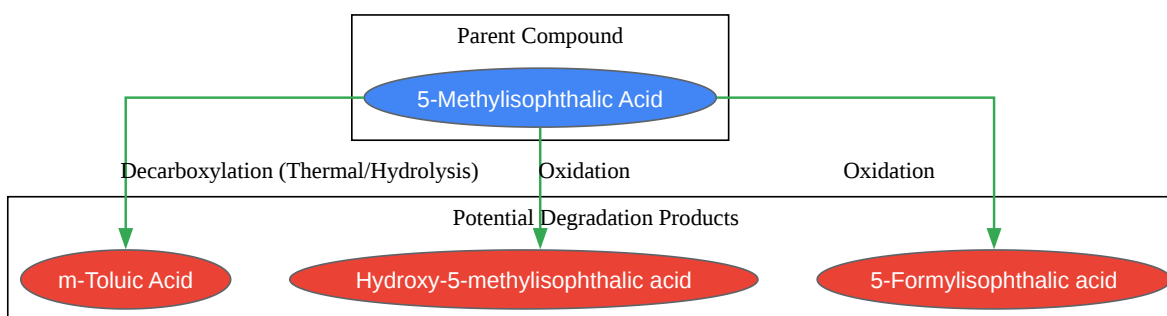 Parent Compound
5-Methylisophthalic Acid
Decarboxylation (Thermal/Hydrolysis)
Oxidation
Oxidation
Potential Degradation Products
m-Toluic Acid
Hydroxy-5-methylisophthalic acid
5-Formylisophthalic acid